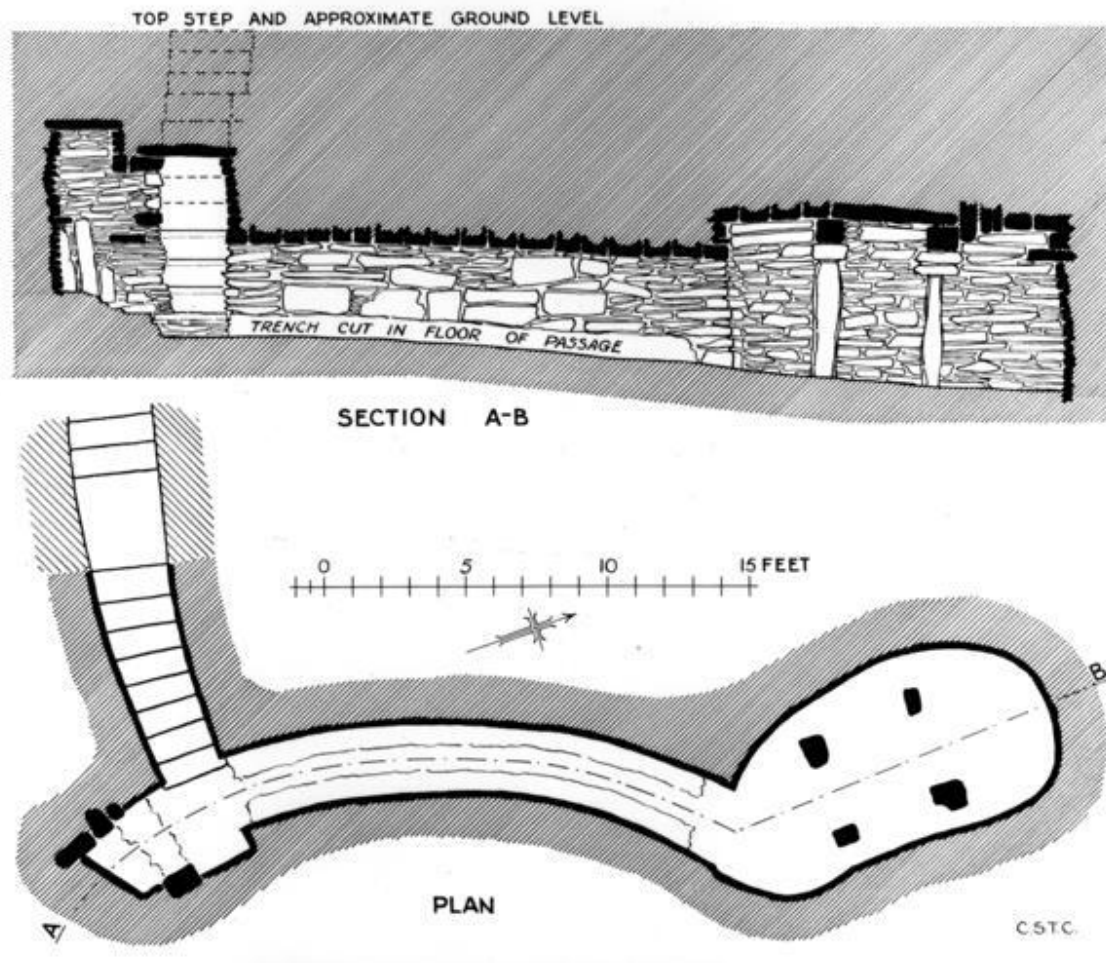 TOP STEP AND APPROXIMATE GROUND LEVEL
TRENCH CUT IN FLOOR OF PASSAGE
SECTION A-B
0 5 10 15 FEET
B
A
PLAN
C.S.T.C.